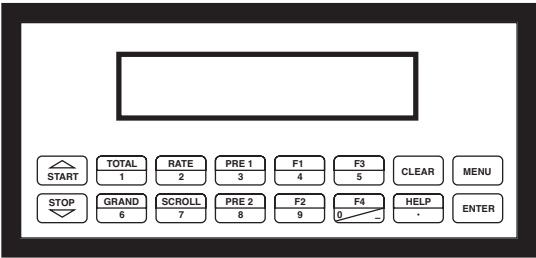 START
TOTAL 1
RATE 2
PRE 1 3
F1 4
F3 5
CLEAR
MENU
STOP
GRAND 6
SCROLL 7
PRE 2 8
F2 9
F4 0 –
HELP .
ENTER